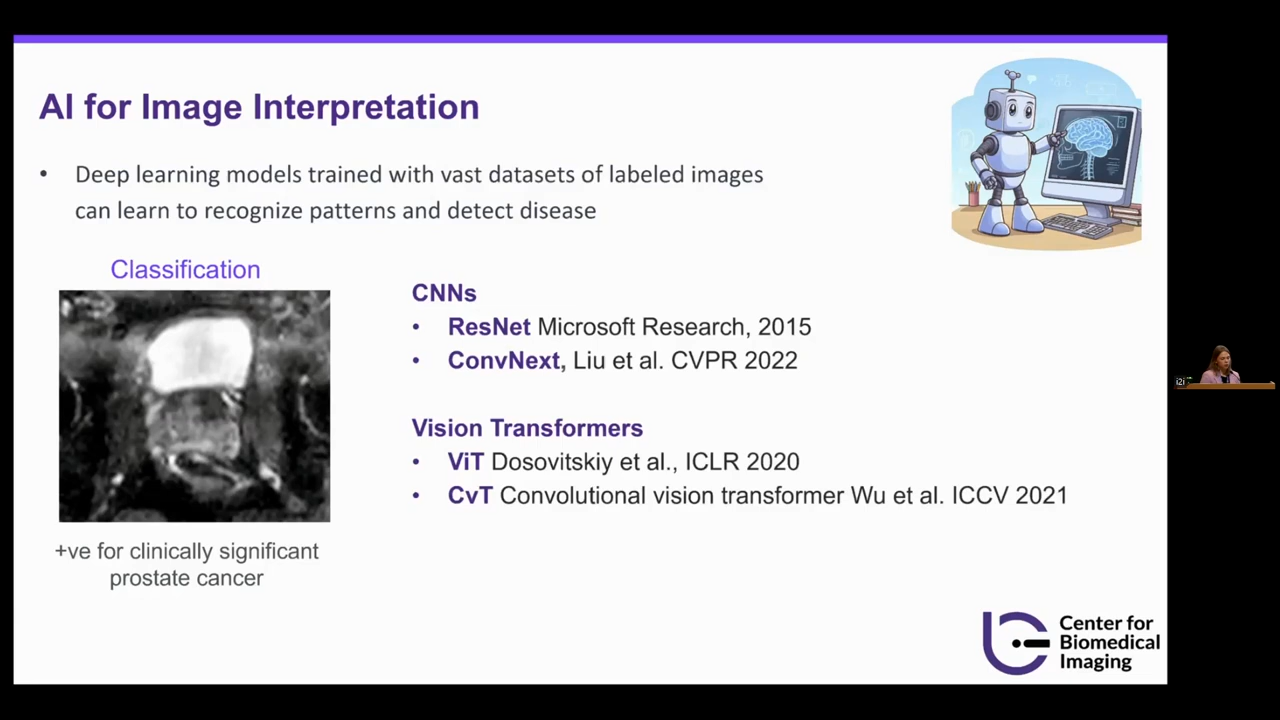 AI for Image Interpretation
• Deep learning models trained with vast datasets of labeled images
can learn to recognize patterns and detect disease
Classification
+ve for clinically significant
prostate cancer
CNNs
• ResNet Microsoft Research, 2015
• ConvNext, Liu et al. CVPR 2022
Vision Transformers
• ViT Dosovitskiy et al., ICLR 2020
• CvT Convolutional vision transformer Wu et al. ICCV 2021
Center for
Biomedical
Imaging
i2i